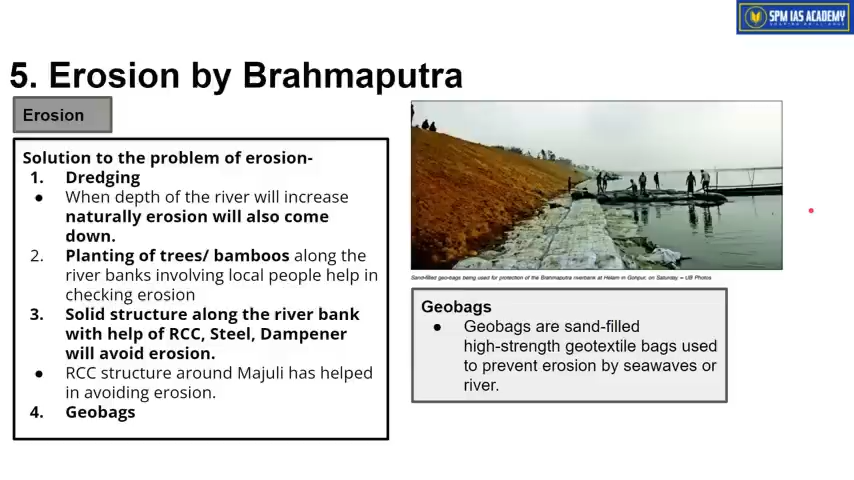 SPM IAS ACADEMY
5. Erosion by Brahmaputra
Erosion
Solution to the problem of erosion-
1. Dredging
● When depth of the river will increase
naturally erosion will also come
down.
2. Planting of trees/ bamboos along the
river banks involving local people help in
checking erosion
3. Solid structure along the river bank
with help of RCC, Steel, Dampener
will avoid erosion.
● RCC structure around Majuli has helped
in avoiding erosion.
4. Geobags
Sand-filled geo-bags being used for protection of the Brahmaputra riverbank at Helem in Gohpur, on Saturday – UB Photos
Geobags
● Geobags are sand-filled
high-strength geotextile bags used
to prevent erosion by seawaves or
river.